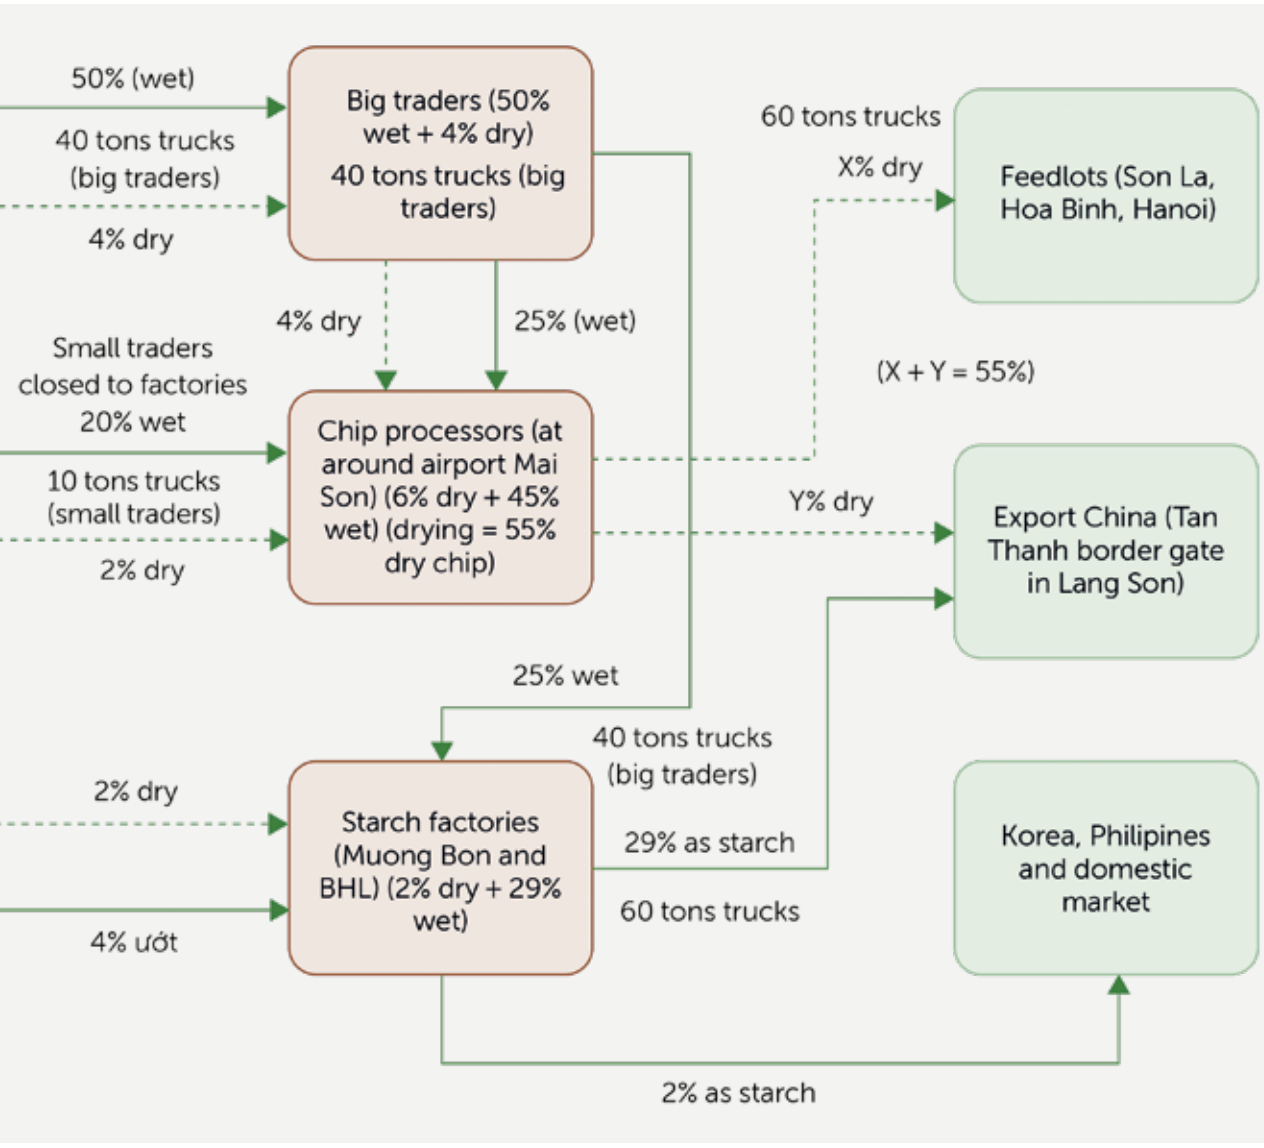 50% (wet)
40 tons trucks
(big traders)
4% dry
Big traders (50%
wet + 4% dry)
40 tons trucks (big
traders)
60 tons trucks
X% dry
Feedlots (Son La,
Hoa Binh, Hanoi)
4% dry
25% (wet)
(X + Y = 55%)
Small traders
closed to factories
20% wet
10 tons trucks
(small traders)
2% dry
Chip processors (at
around airport Mai
Son) (6% dry + 45%
wet) (drying = 55%
dry chip)
Y% dry
Export China (Tan
Thanh border gate
in Lang Son)
25% wet
40 tons trucks
(big traders)
2% dry
4% ướt
Starch factories
(Muong Bon and
BHL) (2% dry + 29%
wet)
29% as starch
60 tons trucks
Korea, Philipines
and domestic
market
2% as starch